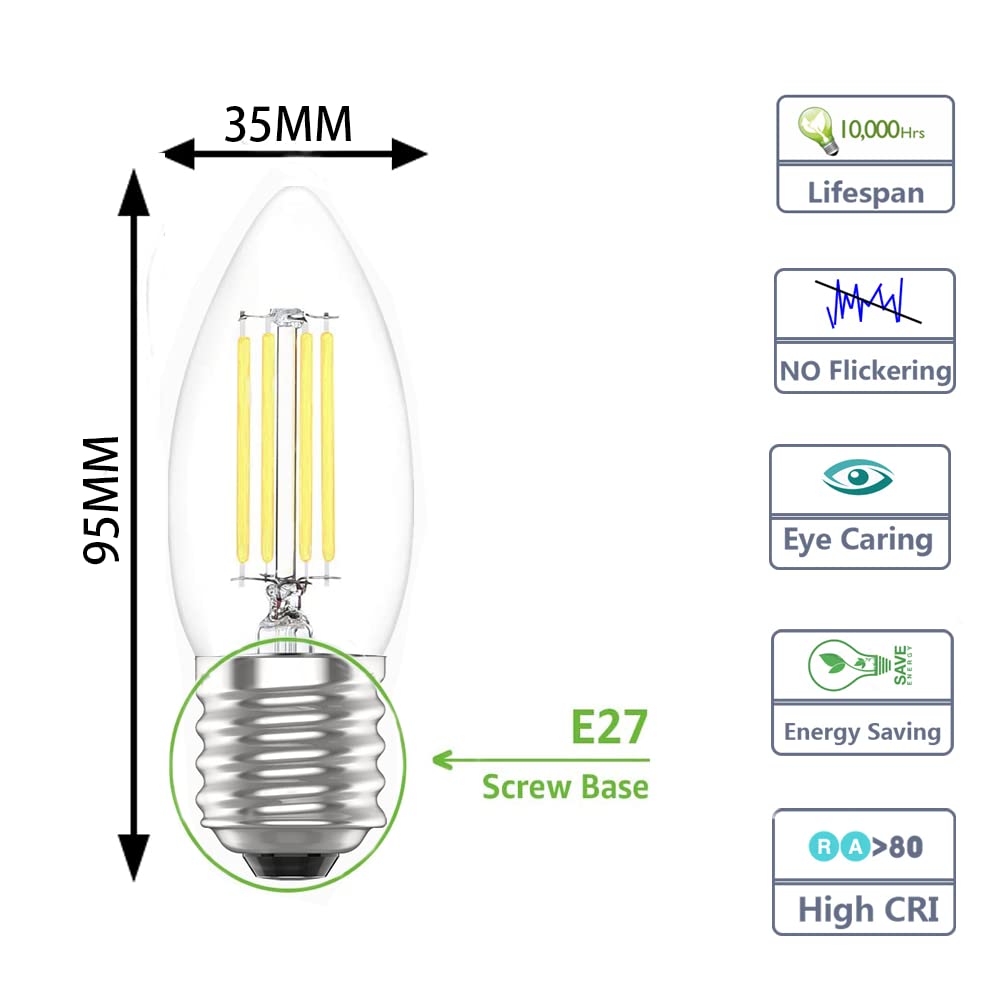 35MM
95MM
E27
Screw Base
10,000Hrs
Lifespan
NO Flickering
Eye Caring
SAVE
ENERGY
Energy Saving
RA>80
High CRI